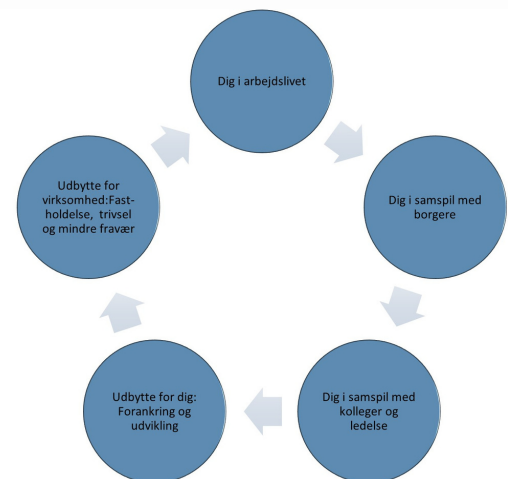 Dig i arbejdslivet
Dig i samspil med
borgere
Dig i samspil med
kolleger og
ledelse
Udbytte for dig:
Forankring og
udvikling
Udbytte for
virksomhed:Fast-
holdelse, trivsel
og mindre fravær